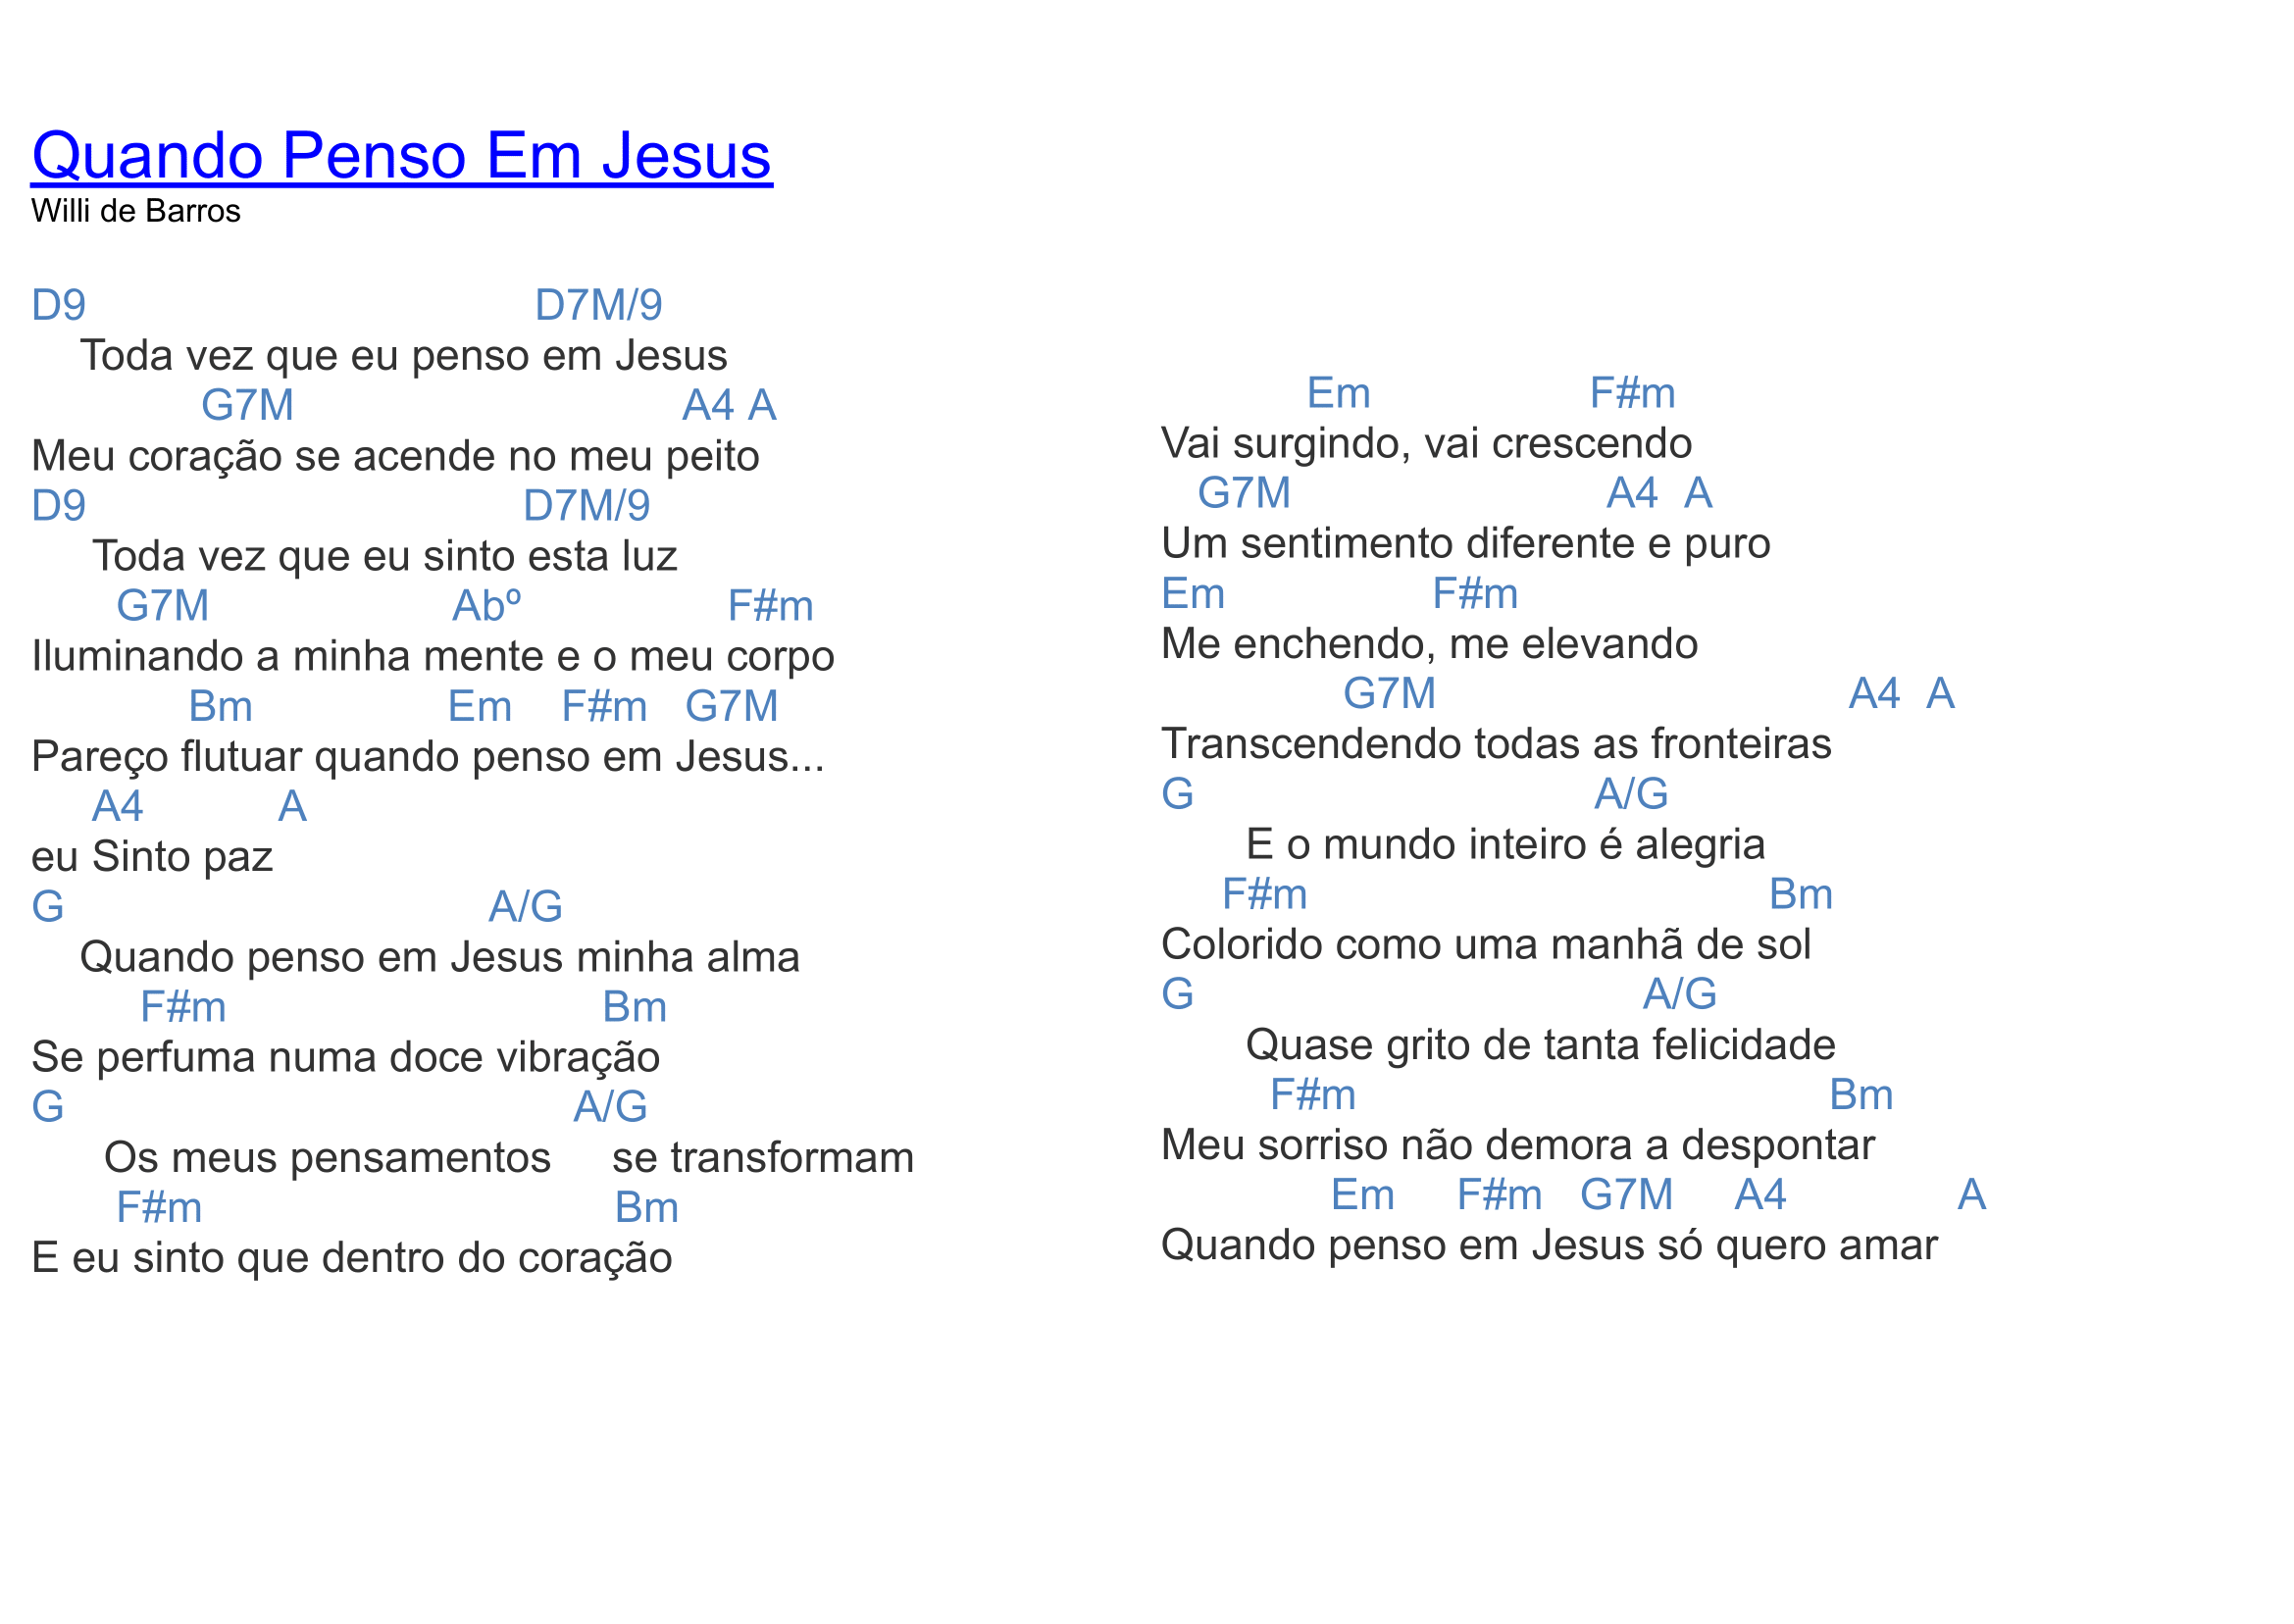 Quando Penso Em Jesus
Willi de Barros
D9 D7M/9
Toda vez que eu penso em Jesus
G7M A4 A
Meu coração se acende no meu peito
D9 D7M/9
Toda vez que eu sinto esta luz
G7M Abº F#m
Iluminando a minha mente e o meu corpo
Bm Em F#m G7M
Pareço flutuar quando penso em Jesus...
A4 A
eu Sinto paz
G A/G
Quando penso em Jesus minha alma
F#m Bm
Se perfuma numa doce vibração
G A/G
Os meus pensamentos se transformam
F#m Bm
E eu sinto que dentro do coração
Em F#m
Vai surgindo, vai crescendo
G7M A4 A
Um sentimento diferente e puro
Em F#m
Me enchendo, me elevando
G7M A4 A
Transcendendo todas as fronteiras
G A/G
E o mundo inteiro é alegria
F#m Bm
Colorido como uma manhã de sol
G A/G
Quase grito de tanta felicidade
F#m Bm
Meu sorriso não demora a despontar
Em F#m G7M A4 A
Quando penso em Jesus só quero amar